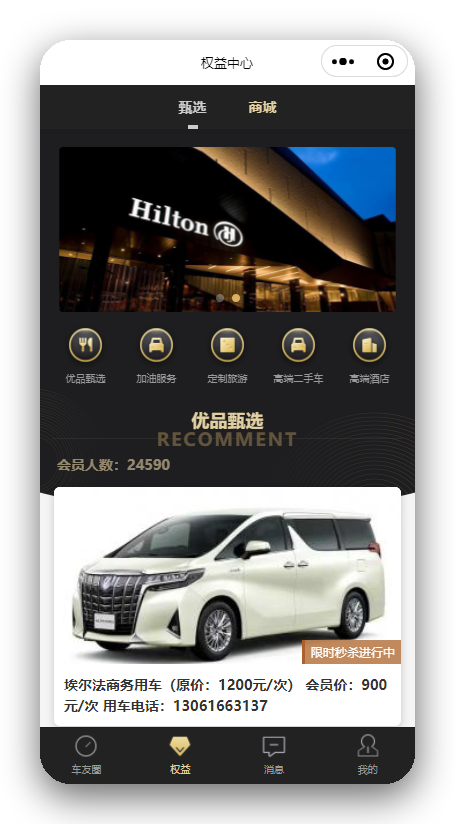 权益中心
甄选 商城
Hilton
优品甄选 加油服务 定制旅游 高端二手车 高端酒店
优品甄选
RECOMMENT
会员人数：24590
限时秒杀进行中
埃尔法商务用车（原价：1200元/次） 会员价：900
元/次 用车电话：13061663137
车友圈 权益 消息 我的